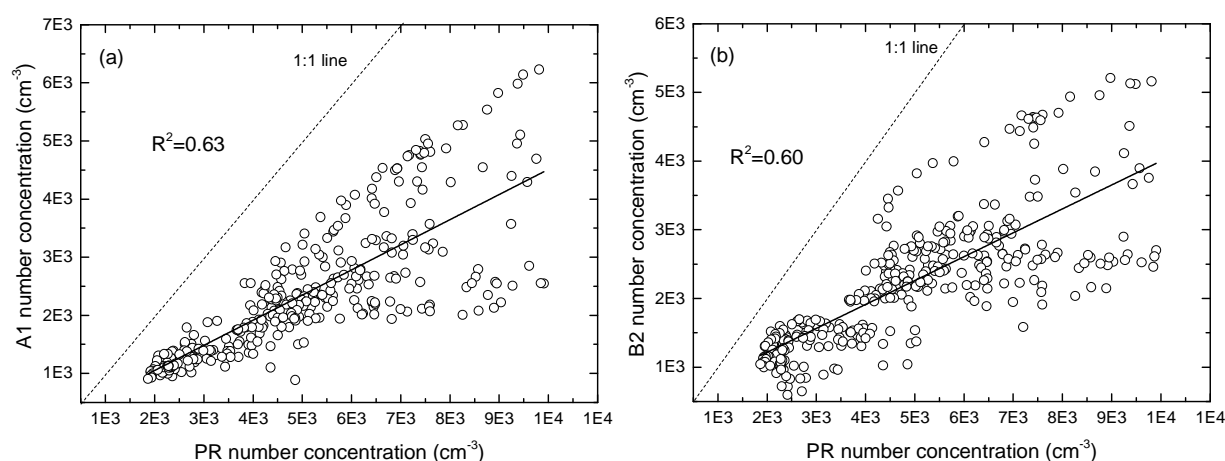 7E3
6E3
5E3
4E3
3E3
2E3
1E3
A1 number concentration (cm⁻³)
(a)
1:1 line
R²=0.63
1E3 2E3 3E3 4E3 5E3 6E3 7E3 8E3 9E3 1E4 1E4
PR number concentration (cm⁻³)
6E3
5E3
4E3
3E3
2E3
1E3
B2 number concentration (cm⁻³)
(b)
1:1 line
R²=0.60
1E3 2E3 3E3 4E3 5E3 6E3 7E3 8E3 9E3 1E4 1E4
PR number concentration (cm⁻³)